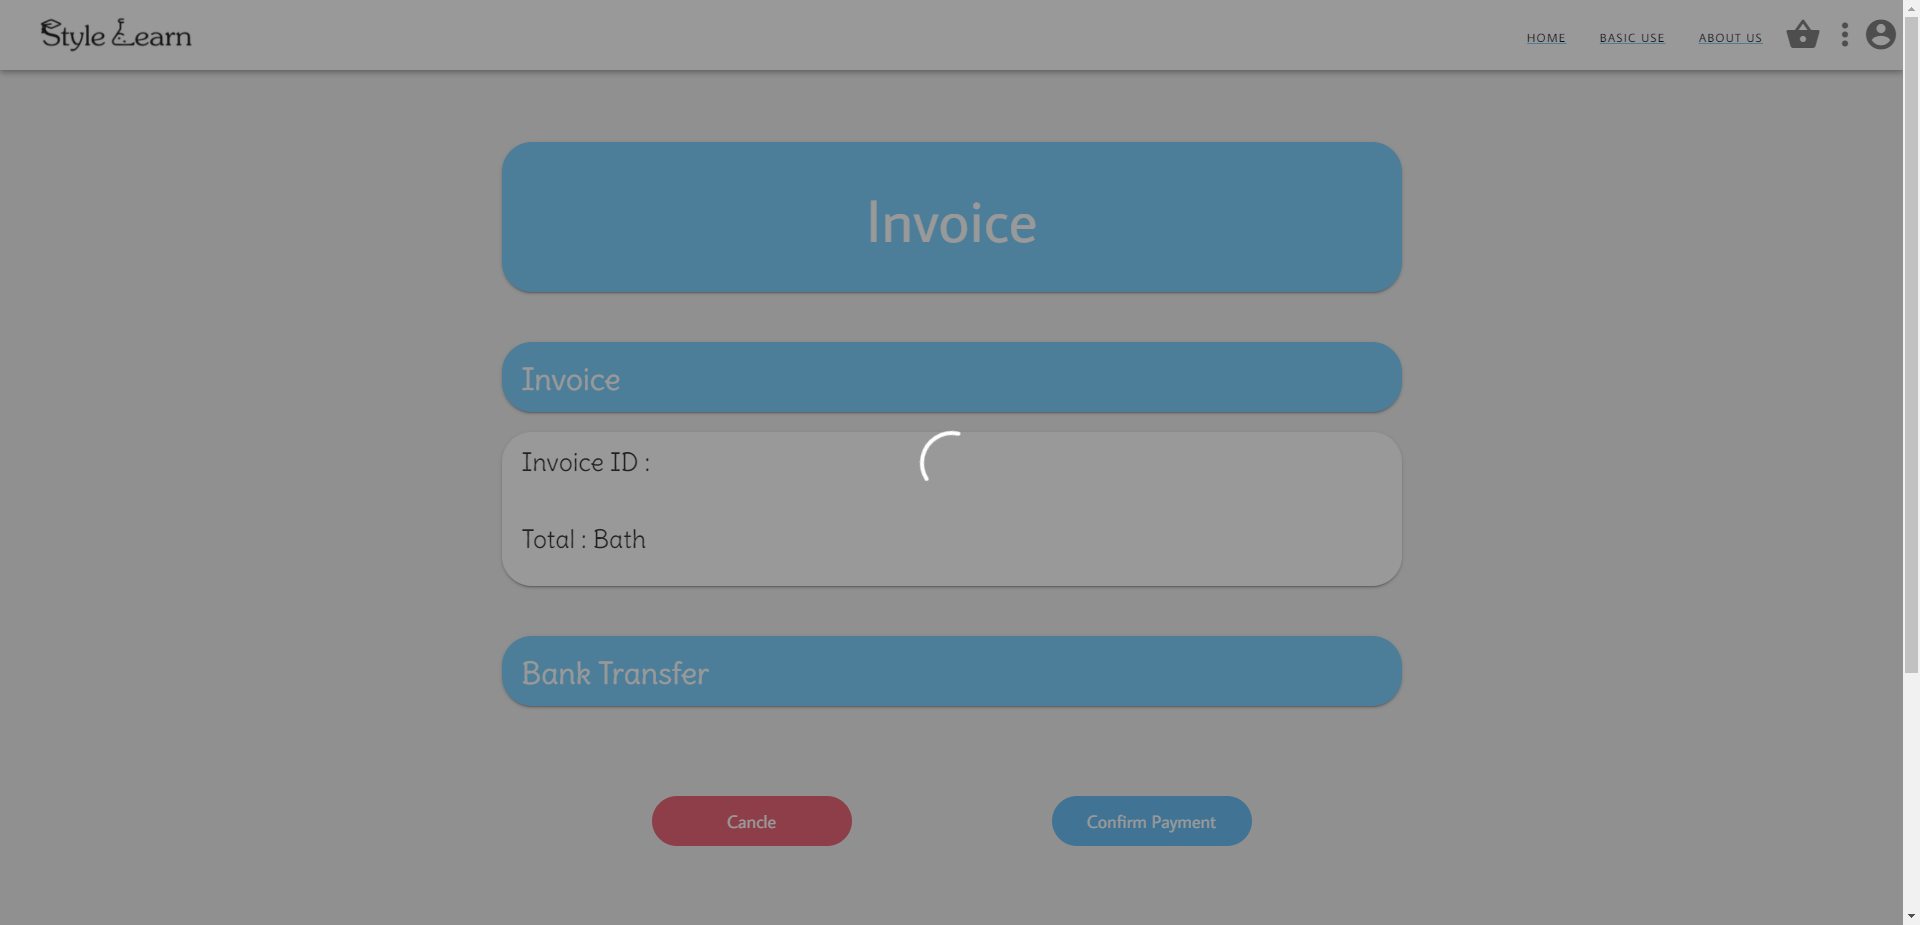 Style Learn
HOME BASIC USE ABOUT US
Invoice
Invoice
Invoice ID :
Total : Bath
Bank Transfer
Cancle Confirm Payment